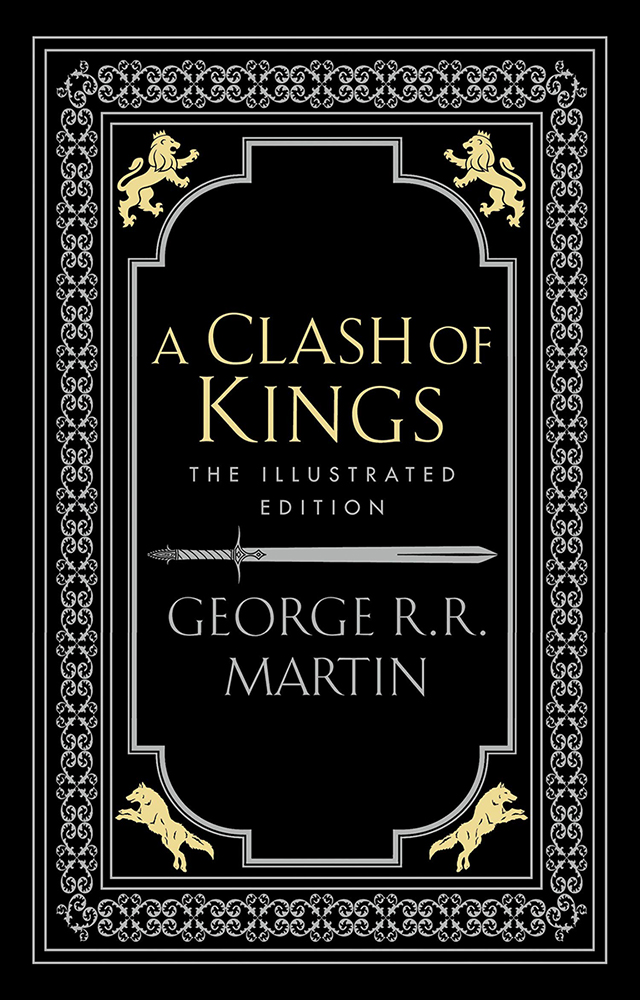 A CLASH OF
KINGS
THE ILLUSTRATED
EDITION
GEORGE R.R.
MARTIN